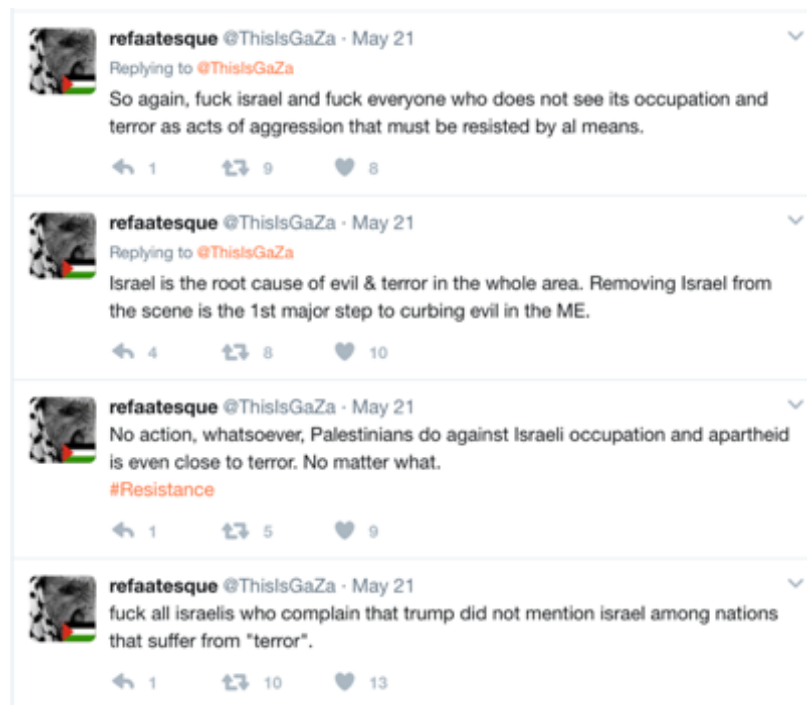 refaatesque @ThisIsGaZa · May 21
Replying to @ThisIsGaZa
So again, fuck israel and fuck everyone who does not see its occupation and
terror as acts of aggression that must be resisted by al means.
1 9 8
refaatesque @ThisIsGaZa · May 21
Replying to @ThisIsGaZa
Israel is the root cause of evil & terror in the whole area. Removing Israel from
the scene is the 1st major step to curbing evil in the ME.
4 8 10
refaatesque @ThisIsGaZa · May 21
No action, whatsoever, Palestinians do against Israeli occupation and apartheid
is even close to terror. No matter what.
#Resistance
1 5 9
refaatesque @ThisIsGaZa · May 21
fuck all israelis who complain that trump did not mention israel among nations
that suffer from "terror".
1 10 13